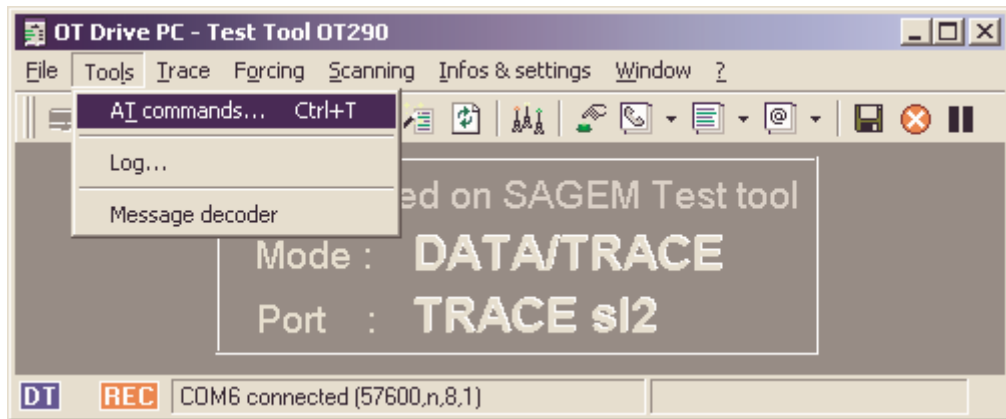 OT Drive PC - Test Tool OT290
File Tools Trace Forcing Scanning Infos & settings Window ?
AT commands... Ctrl+T
Log...
Message decoder
ed on SAGEM Test tool
Mode : DATA/TRACE
Port : TRACE sl2
DT REC COM6 connected (57600,n,8,1)